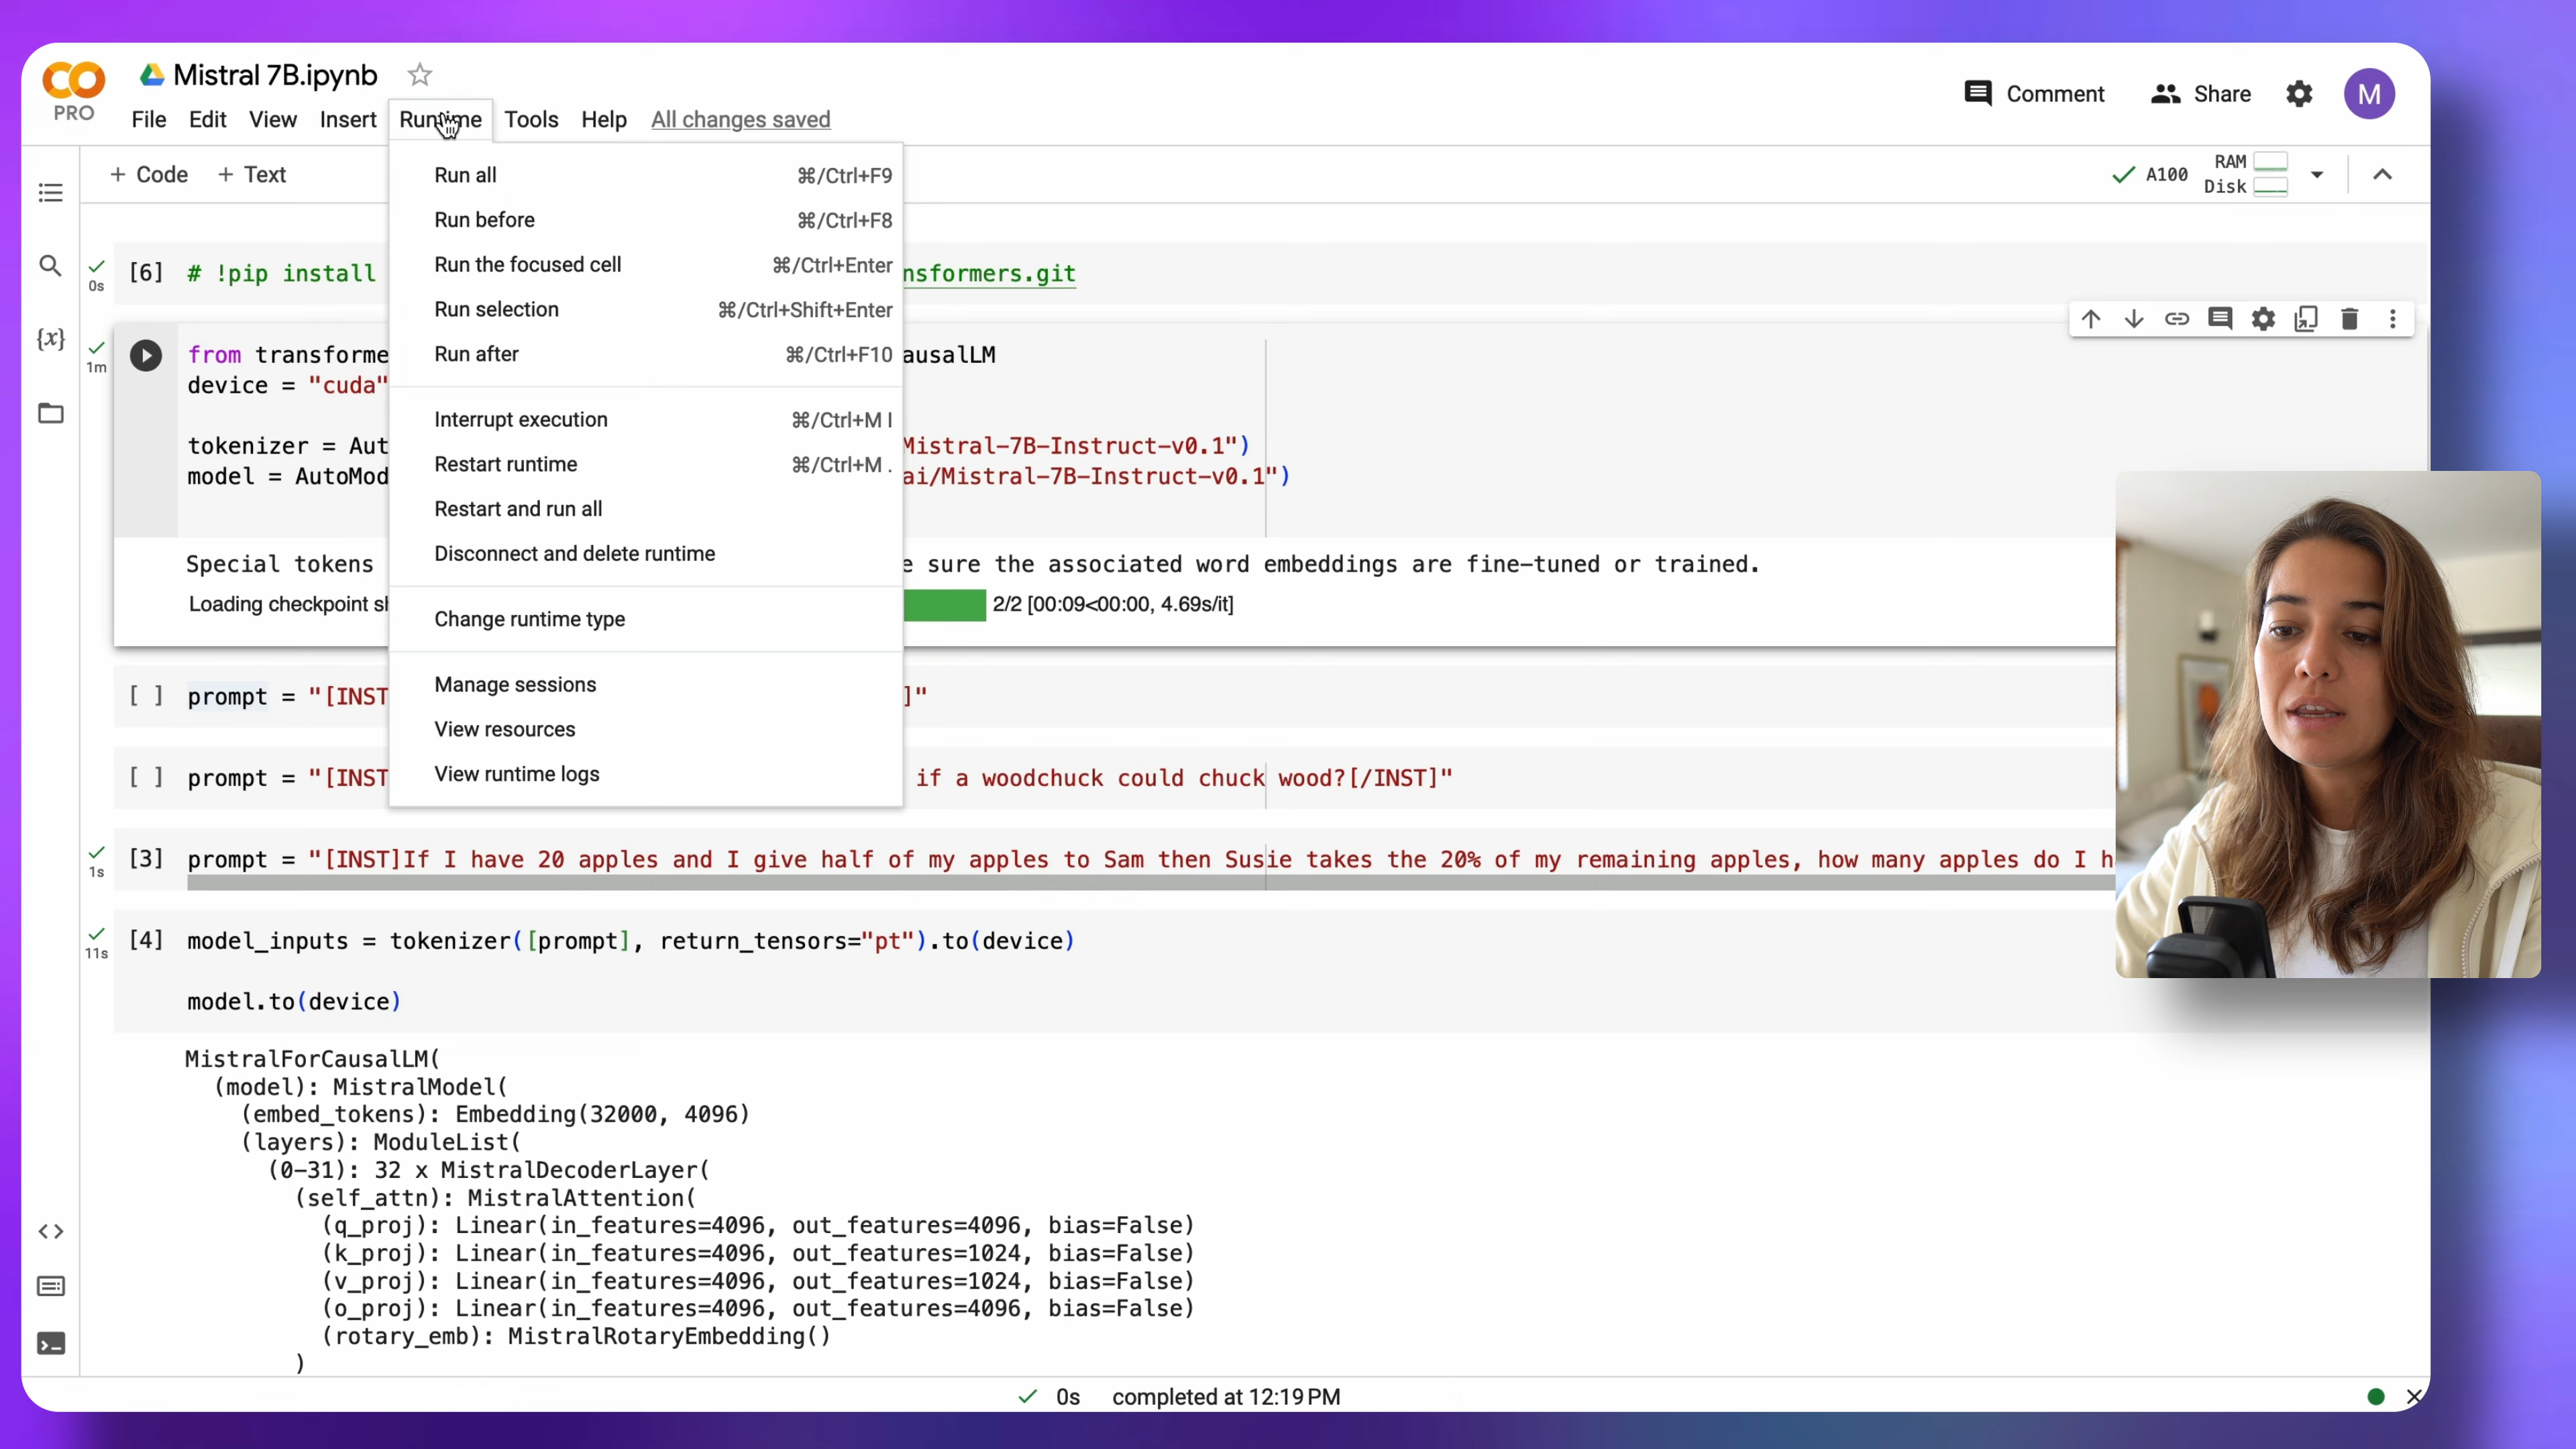 Mistral 7B.ipynb
PRO
File Edit View Insert Runtime Tools Help All changes saved
Comment Share M
+ Code + Text
A100 RAM Disk
Run all ⌘/Ctrl+F9
Run before ⌘/Ctrl+F8
Run the focused cell ⌘/Ctrl+Enter
Run selection ⌘/Ctrl+Shift+Enter
Run after ⌘/Ctrl+F10
Interrupt execution ⌘/Ctrl+M I
Restart runtime ⌘/Ctrl+M .
Restart and run all
Disconnect and delete runtime
Change runtime type
Manage sessions
View resources
View runtime logs
{x}
0s [6] # !pip install nsformers.git
1m from transforme ausalLM
device = "cuda"
tokenizer = Aut Mistral-7B-Instruct-v0.1")
model = AutoMod ai/Mistral-7B-Instruct-v0.1")
Special tokens e sure the associated word embeddings are fine-tuned or trained.
Loading checkpoint sh 2/2 [00:09<00:00, 4.69s/it]
[ ] prompt = "[INST ]"
[ ] prompt = "[INST if a woodchuck could chuck wood?[/INST]"
1s [3] prompt = "[INST]If I have 20 apples and I give half of my apples to Sam then Susie takes the 20% of my remaining apples, how many apples do I h
11s [4] model_inputs = tokenizer([prompt], return_tensors="pt").to(device)
model.to(device)
MistralForCausalLM(
(model): MistralModel(
(embed_tokens): Embedding(32000, 4096)
(layers): ModuleList(
(0-31): 32 x MistralDecoderLayer(
(self_attn): MistralAttention(
(q_proj): Linear(in_features=4096, out_features=4096, bias=False)
(k_proj): Linear(in_features=4096, out_features=1024, bias=False)
(v_proj): Linear(in_features=4096, out_features=1024, bias=False)
(o_proj): Linear(in_features=4096, out_features=4096, bias=False)
(rotary_emb): MistralRotaryEmbedding()
)
0s completed at 12:19 PM